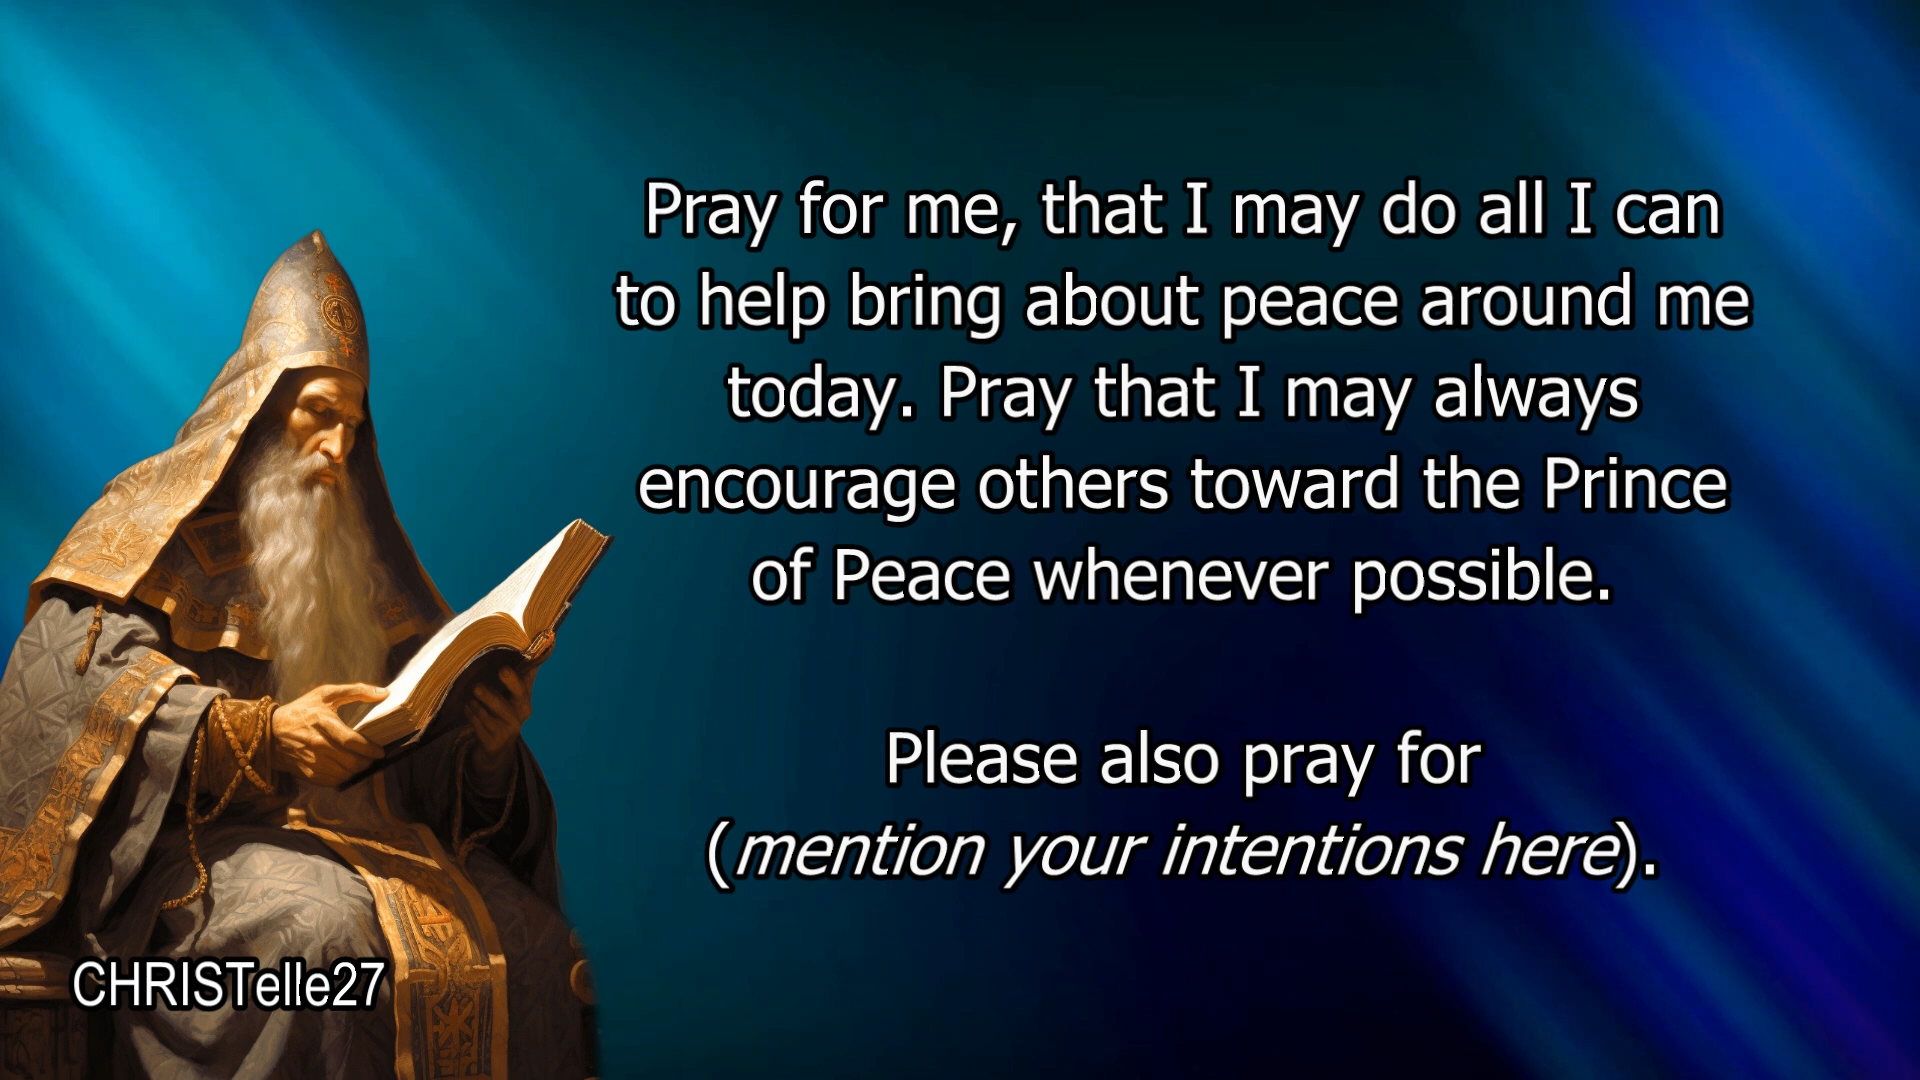 Pray for me, that I may do all I can
to help bring about peace around me
today. Pray that I may always
encourage others toward the Prince
of Peace whenever possible.
Please also pray for
(mention your intentions here).
CHRISTelle27